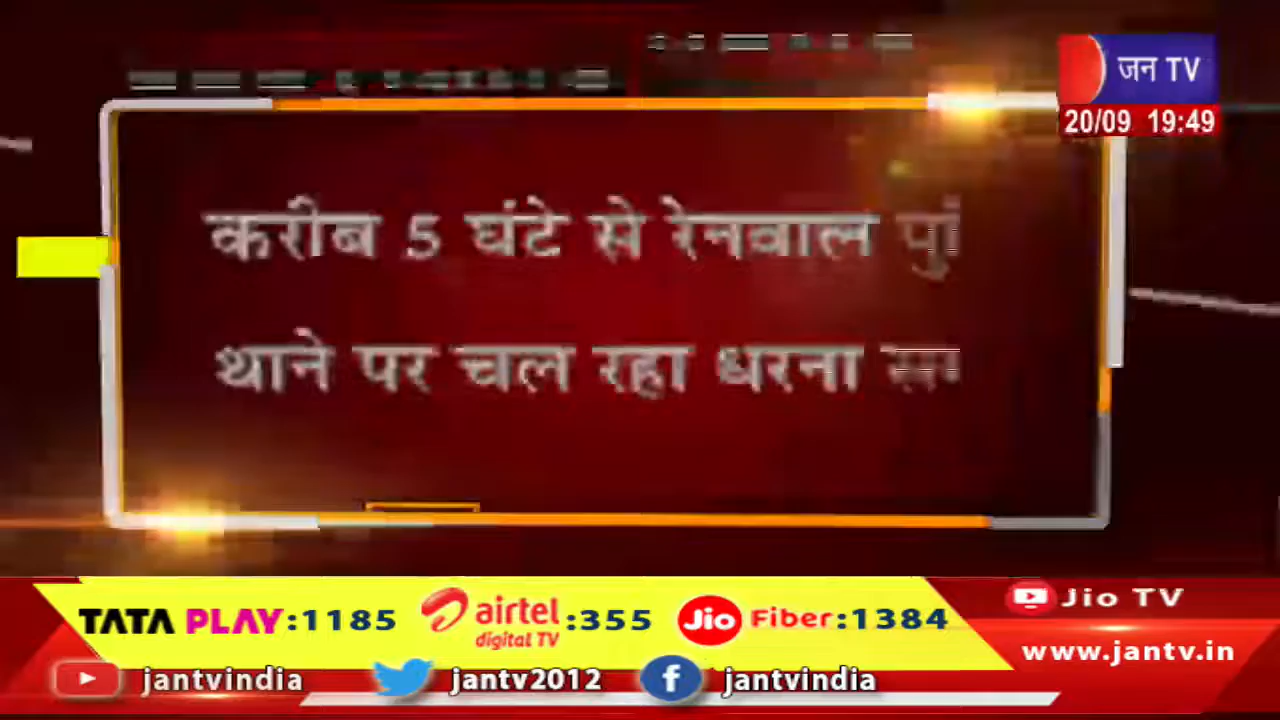 जन TV
20/09 19:49
करीब 5 घंटे से रेनवाल
थाने पर चल रहा धरना
TATA PLAY:1185 airtel digital TV:355 Jio Fiber:1384
Jio TV
www.jantv.in
jantvindia jantv2012 jantvindia